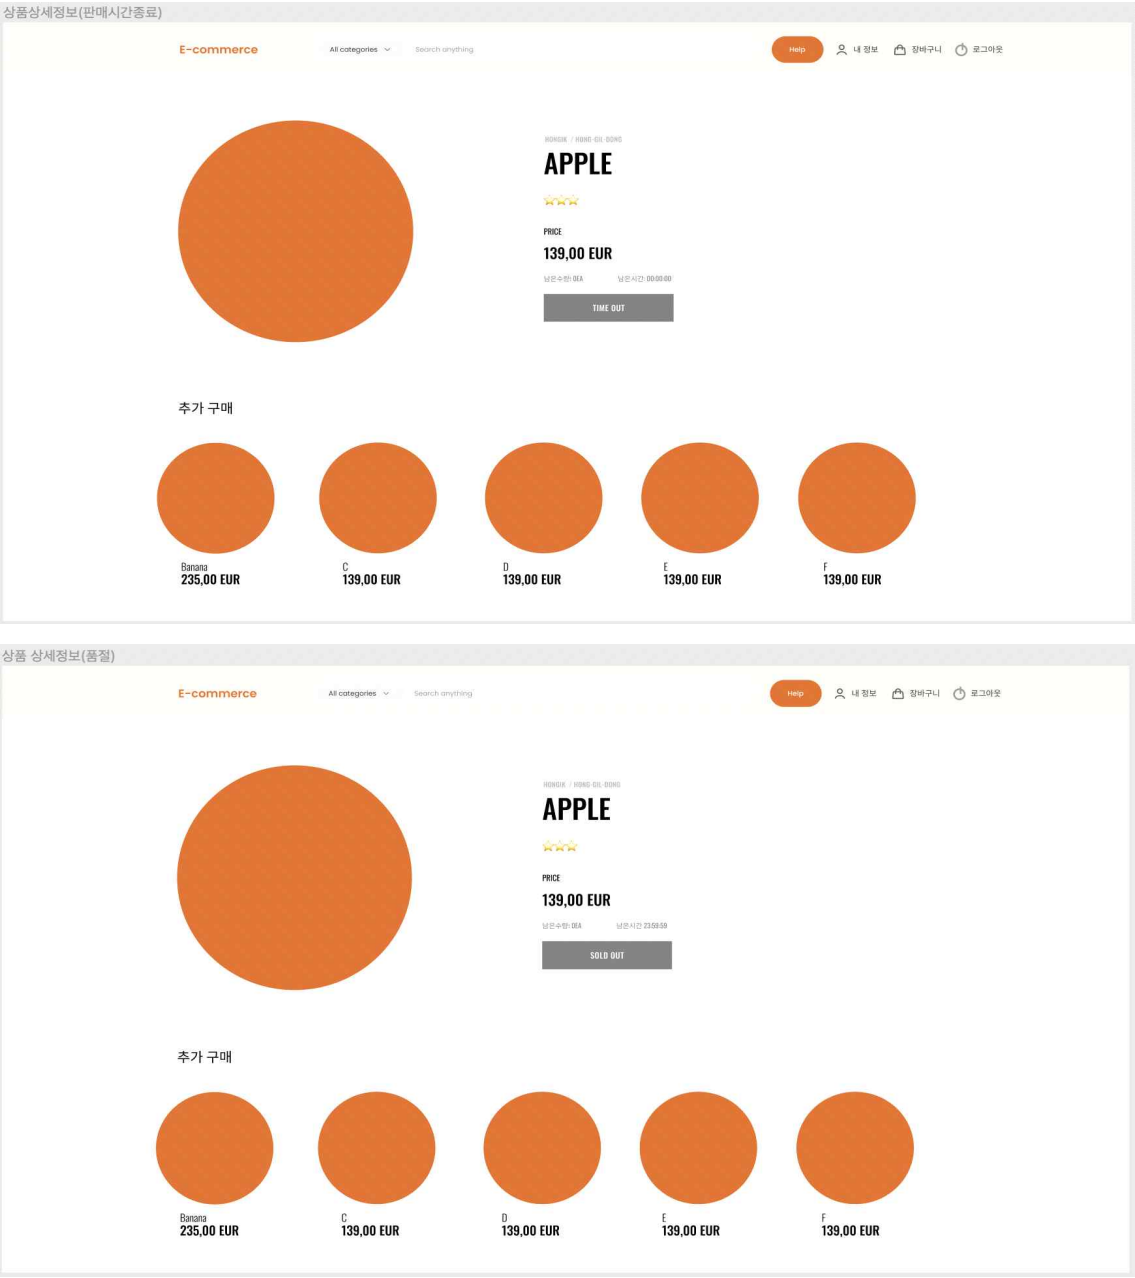 상품상세정보(판매시간종료)
E-commerce All categories Search anything Help 내 정보 장바구니 로그아웃
HONGIK / HONG-GIL-DONG
APPLE
PRICE
139,00 EUR
남은수량: 0EA 남은시간: 00:00:00
TIME OUT
추가 구매
Banana C D E F
235,00 EUR 139,00 EUR 139,00 EUR 139,00 EUR 139,00 EUR
상품 상세정보(품절)
E-commerce All categories Search anything Help 내 정보 장바구니 로그아웃
HONGIK / HONG-GIL-DONG
APPLE
PRICE
139,00 EUR
남은수량: 0EA 남은시간 23:59:59
SOLD OUT
추가 구매
Banana C D E F
235,00 EUR 139,00 EUR 139,00 EUR 139,00 EUR 139,00 EUR